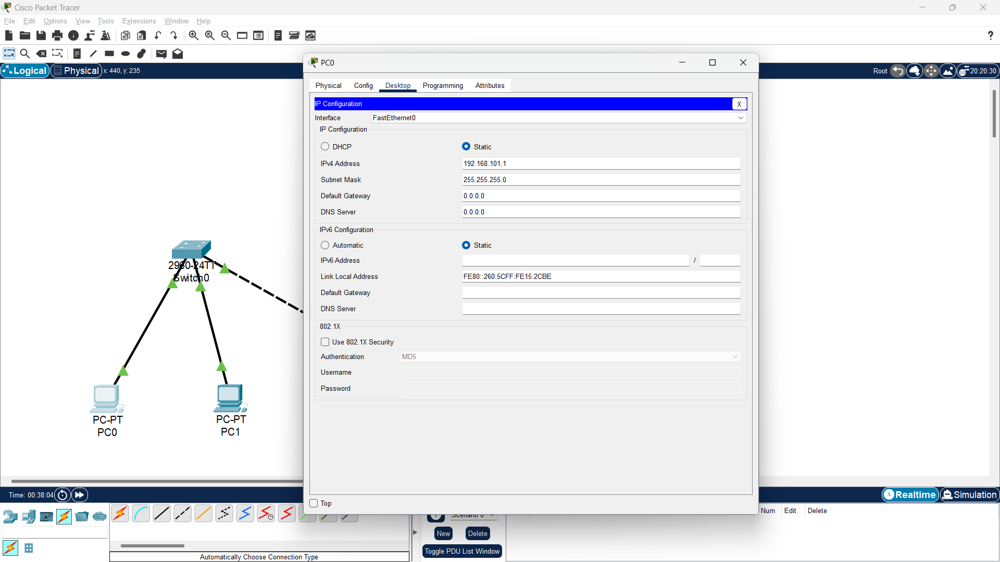 Cisco Packet Tracer
File Edit Options View Tools Extensions Window Help
Logical Physical x: 440, y: 235
Root 20:20:30
PC0
Physical Config Desktop Programming Attributes
IP Configuration X
Interface FastEthernet0
IP Configuration
DHCP Static
IPv4 Address 192.168.101.1
Subnet Mask 255.255.255.0
Default Gateway 0.0.0.0
DNS Server 0.0.0.0
IPv6 Configuration
Automatic Static
IPv6 Address /
Link Local Address FE80::260:5CFF:FE15:2CBE
Default Gateway
DNS Server
802.1X
Use 802.1X Security
Authentication MD5
Username
Password
Top
2960-24TT
Switch0
PC-PT
PC0
PC-PT
PC1
Time: 00:38:04
Realtime Simulation
Scenario 0
Num Edit Delete
New Delete
Toggle PDU List Window
Automatically Choose Connection Type